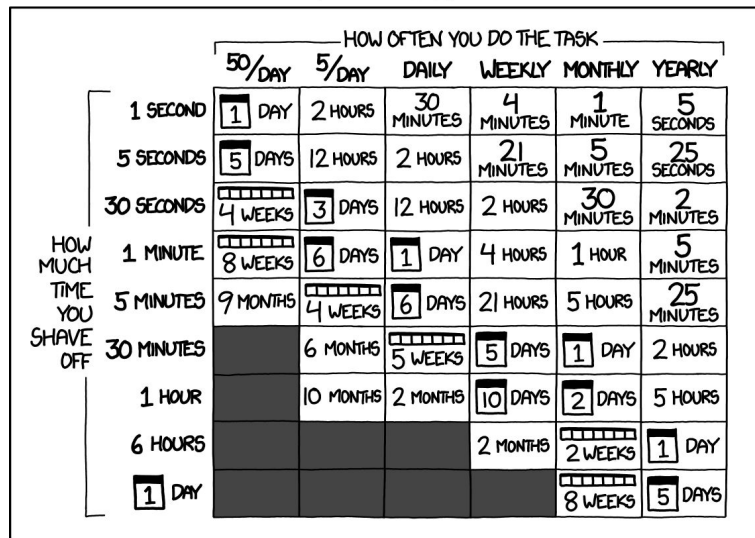 HOW OFTEN YOU DO THE TASK
50/DAY 5/DAY DAILY WEEKLY MONTHLY YEARLY
HOW MUCH TIME YOU SHAVE OFF
1 SECOND 1 DAY 2 HOURS 30 MINUTES 4 MINUTES 1 MINUTE 5 SECONDS
5 SECONDS 5 DAYS 12 HOURS 2 HOURS 21 MINUTES 5 MINUTES 25 SECONDS
30 SECONDS 4 WEEKS 3 DAYS 12 HOURS 2 HOURS 30 MINUTES 2 MINUTES
1 MINUTE 8 WEEKS 6 DAYS 1 DAY 4 HOURS 1 HOUR 5 MINUTES
5 MINUTES 9 MONTHS 4 WEEKS 6 DAYS 21 HOURS 5 HOURS 25 MINUTES
30 MINUTES 6 MONTHS 5 WEEKS 5 DAYS 1 DAY 2 HOURS
1 HOUR 10 MONTHS 2 MONTHS 10 DAYS 2 DAYS 5 HOURS
6 HOURS 2 MONTHS 2 WEEKS 1 DAY
1 DAY 8 WEEKS 5 DAYS